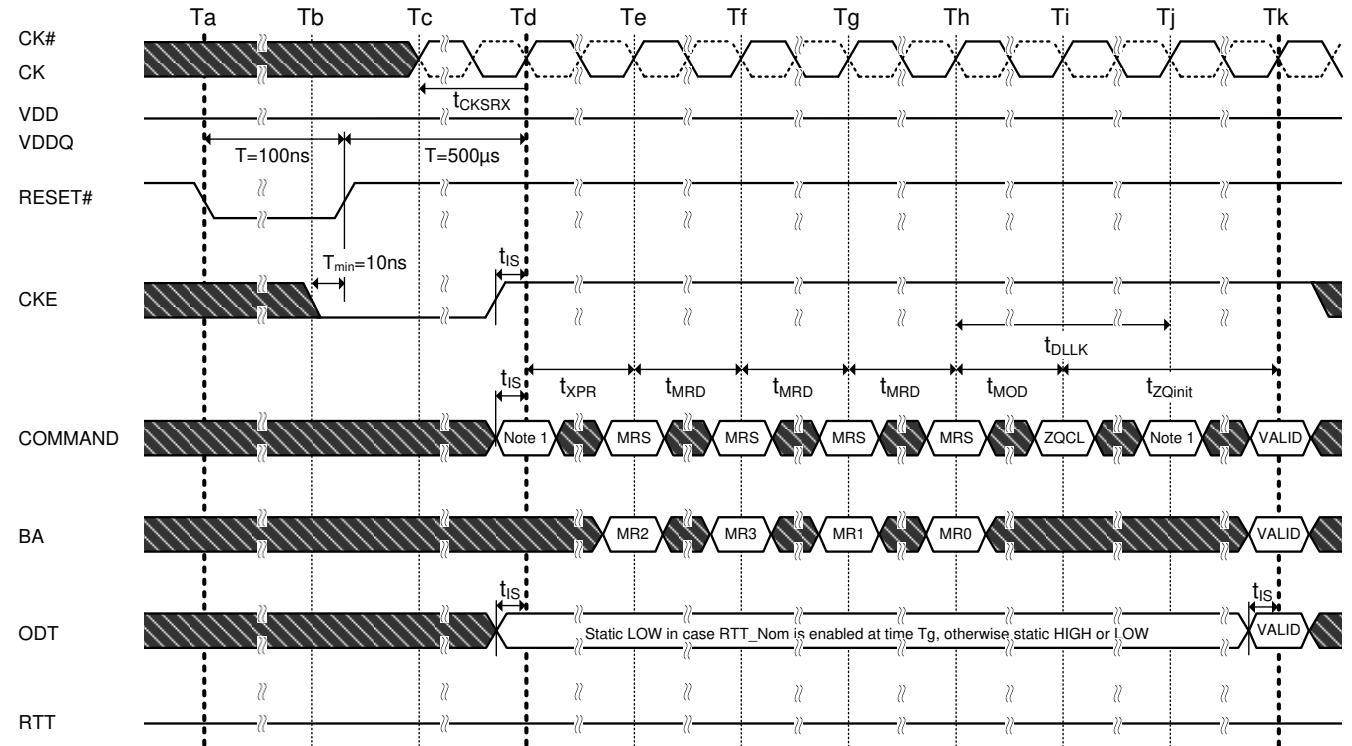 Ta Tb Tc Td Te Tf Tg Th Ti Tj Tk
CK#
CK
tCKSRX
VDD
VDDQ
T=100ns T=500µs
RESET#
Tmin=10ns tIS
CKE
tDLLK
tIS tXPR tMRD tMRD tMRD tMOD tZQinit
COMMAND Note 1 MRS MRS MRS MRS ZQCL Note 1 VALID
BA MR2 MR3 MR1 MR0 VALID
tIS tIS
ODT Static LOW in case RTT_Nom is enabled at time Tg, otherwise static HIGH or LOW VALID
RTT